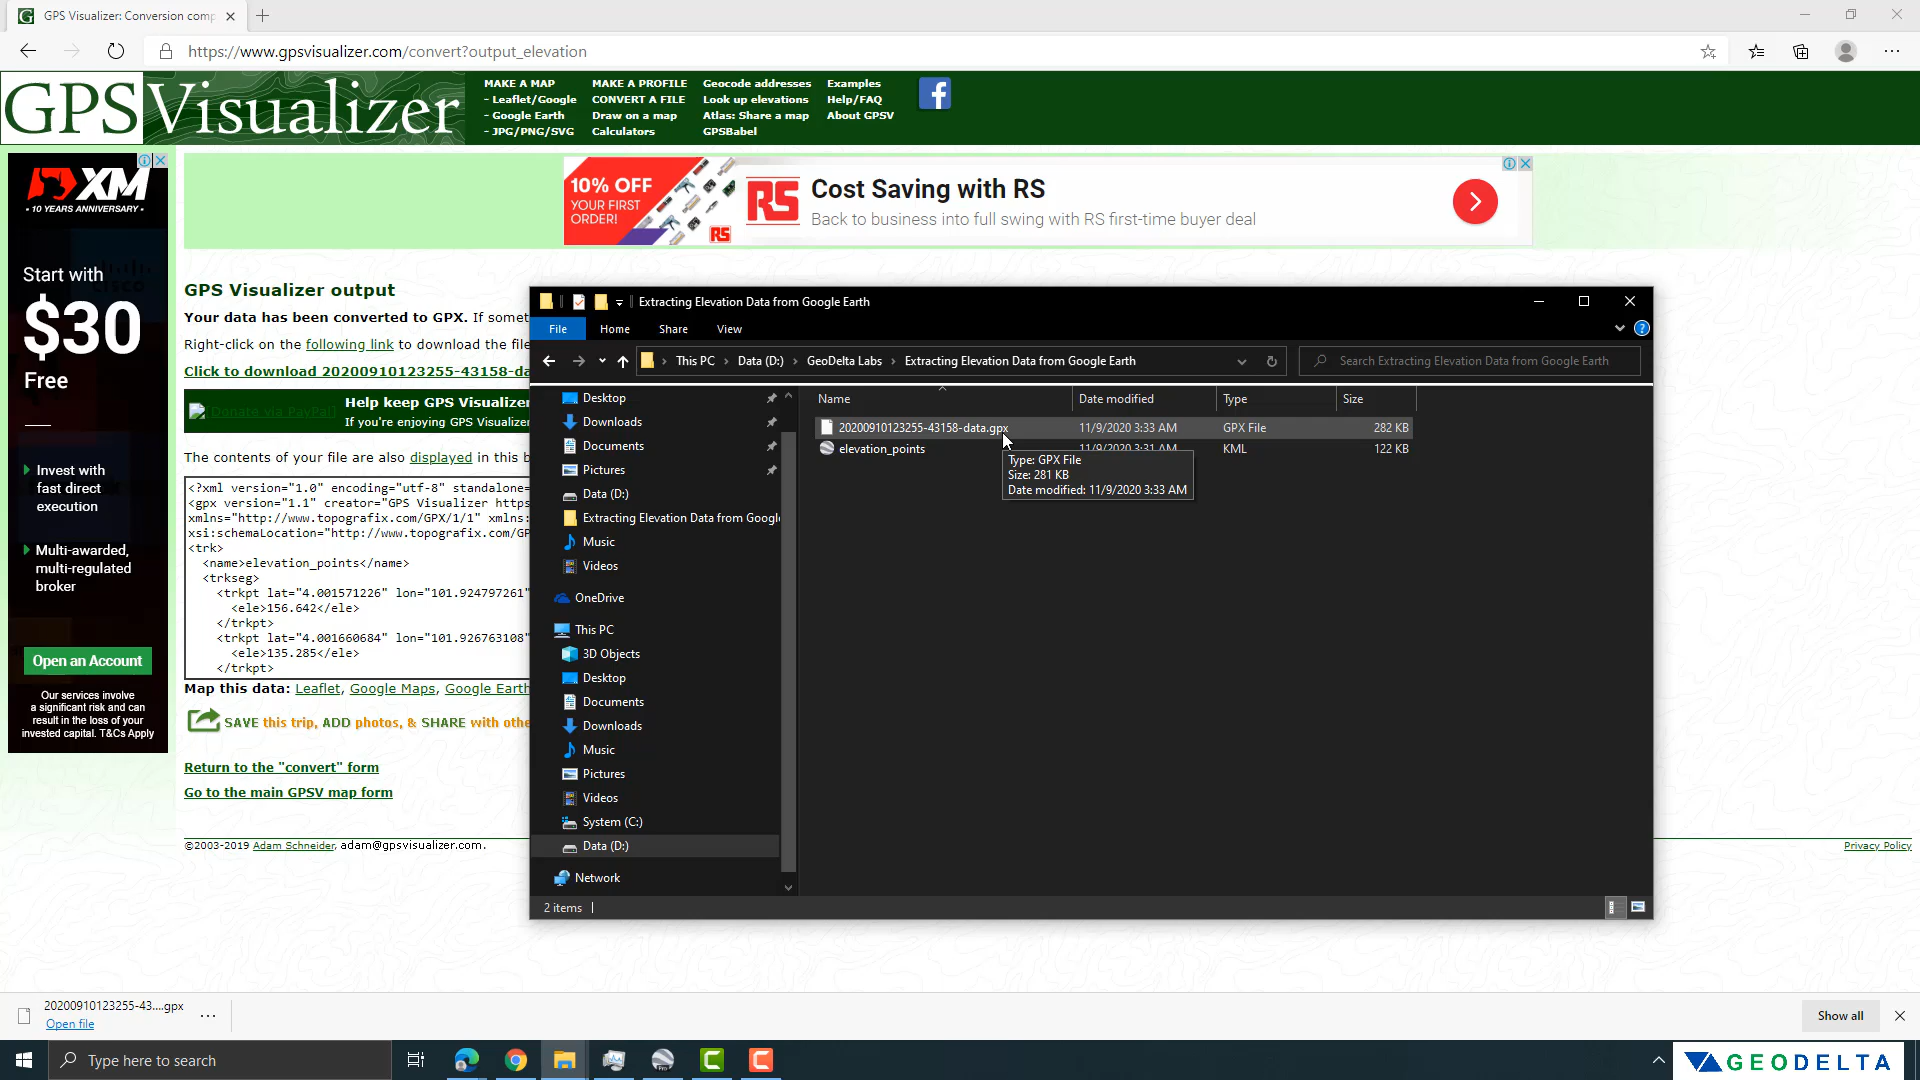 GPS Visualizer: Conversion comp
https://www.gpsvisualizer.com/convert?output_elevation
GPSVisualizer
MAKE A MAP
- Leaflet/Google
- Google Earth
- JPG/PNG/SVG
MAKE A PROFILE
CONVERT A FILE
Draw on a map
Calculators
Geocode addresses
Look up elevations
Atlas: Share a map
GPSBabel
Examples
Help/FAQ
About GPSV
XM
• 10 YEARS ANNIVERSARY •
Start with
$30
Free
Invest with
fast direct
execution
Multi-awarded,
multi-regulated
broker
Open an Account
Our services involve
a significant risk and can
result in the loss of your
invested capital. T&Cs Apply
10% OFF
YOUR FIRST
ORDER!
RS
RS
Cost Saving with RS
Back to business into full swing with RS first-time buyer deal
GPS Visualizer output
Your data has been converted to GPX. If somet
Right-click on the following link to download the file
Click to download 20200910123255-43158-da
Donate via PayPal!
Help keep GPS Visualizer
If you're enjoying GPS Visualizer
The contents of your file are also displayed in this b
<?xml version="1.0" encoding="utf-8" standalone=
<gpx version="1.1" creator="GPS Visualizer https
xmlns="http://www.topografix.com/GPX/1/1" xmlns:
xsi:schemaLocation="http://www.topografix.com/GP
<trk>
<name>elevation_points</name>
<trkseg>
<trkpt lat="4.001571226" lon="101.924797261"
<ele>156.642</ele>
</trkpt>
<trkpt lat="4.001660684" lon="101.926763108"
<ele>135.285</ele>
</trkpt>
Map this data: Leaflet, Google Maps, Google Earth
SAVE this trip, ADD photos, & SHARE with othe
Return to the "convert" form
Go to the main GPSV map form
©2003-2019 Adam Schneider, adam@gpsvisualizer.com.
Privacy Policy
Extracting Elevation Data from Google Earth
File
Home
Share
View
This PC
Data (D:)
GeoDelta Labs
Extracting Elevation Data from Google Earth
Search Extracting Elevation Data from Google Earth
Desktop
Downloads
Documents
Pictures
Data (D:)
Extracting Elevation Data from Googl
Music
Videos
OneDrive
This PC
3D Objects
Desktop
Documents
Downloads
Music
Pictures
Videos
System (C:)
Data (D:)
Network
Name
Date modified
Type
Size
20200910123255-43158-data.gpx
11/9/2020 3:33 AM
GPX File
282 KB
elevation_points
11/9/2020 3:31 AM
KML
122 KB
Type: GPX File
Size: 281 KB
Date modified: 11/9/2020 3:33 AM
2 items
20200910123255-43....gpx
Open file
Show all
Type here to search
GEODELTA